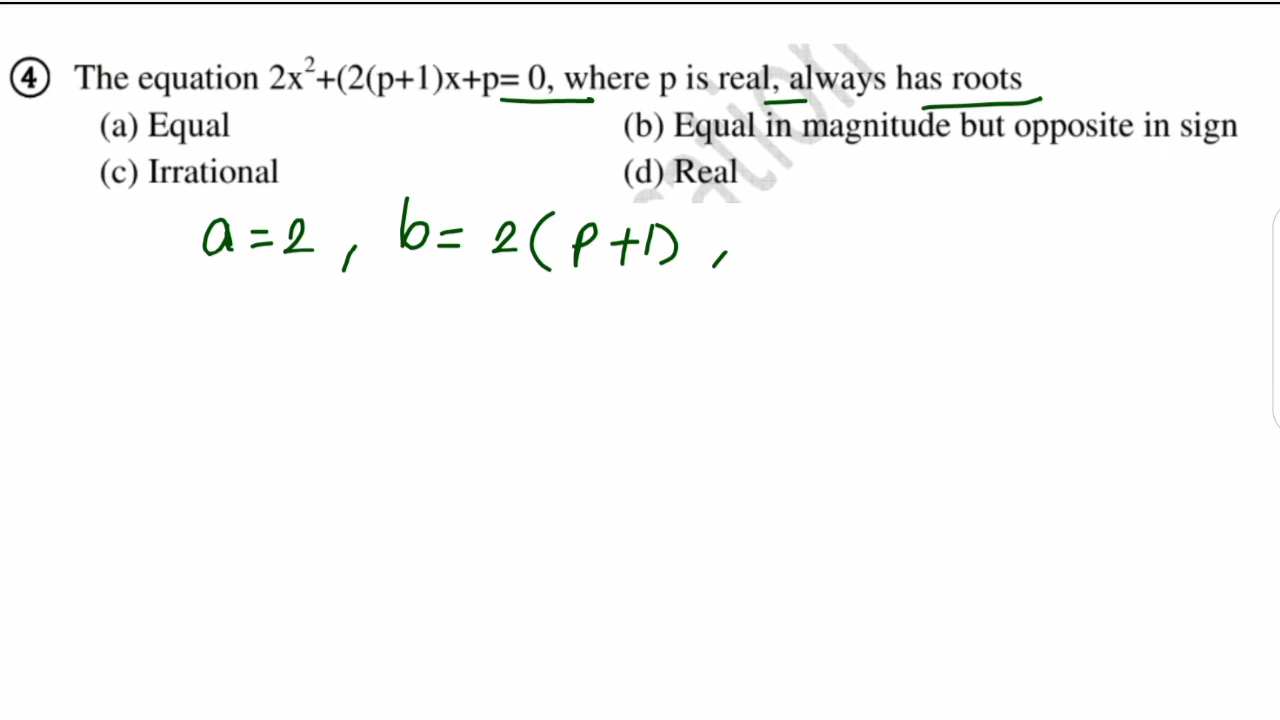 ④ The equation 2x²+(2(p+1)x+p= 0, where p is real, always has roots
(a) Equal (b) Equal in magnitude but opposite in sign
(c) Irrational (d) Real
a = 2 , b = 2 ( p + 1) ,